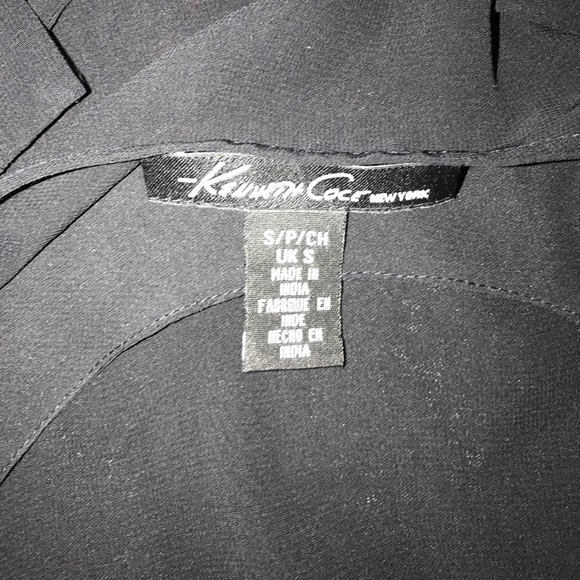 KENNETH COLE NEW YORK
S/P/CH
UK S
MADE IN
INDIA
FABRIQUE EN
INDE
HECHO EN
INDIA